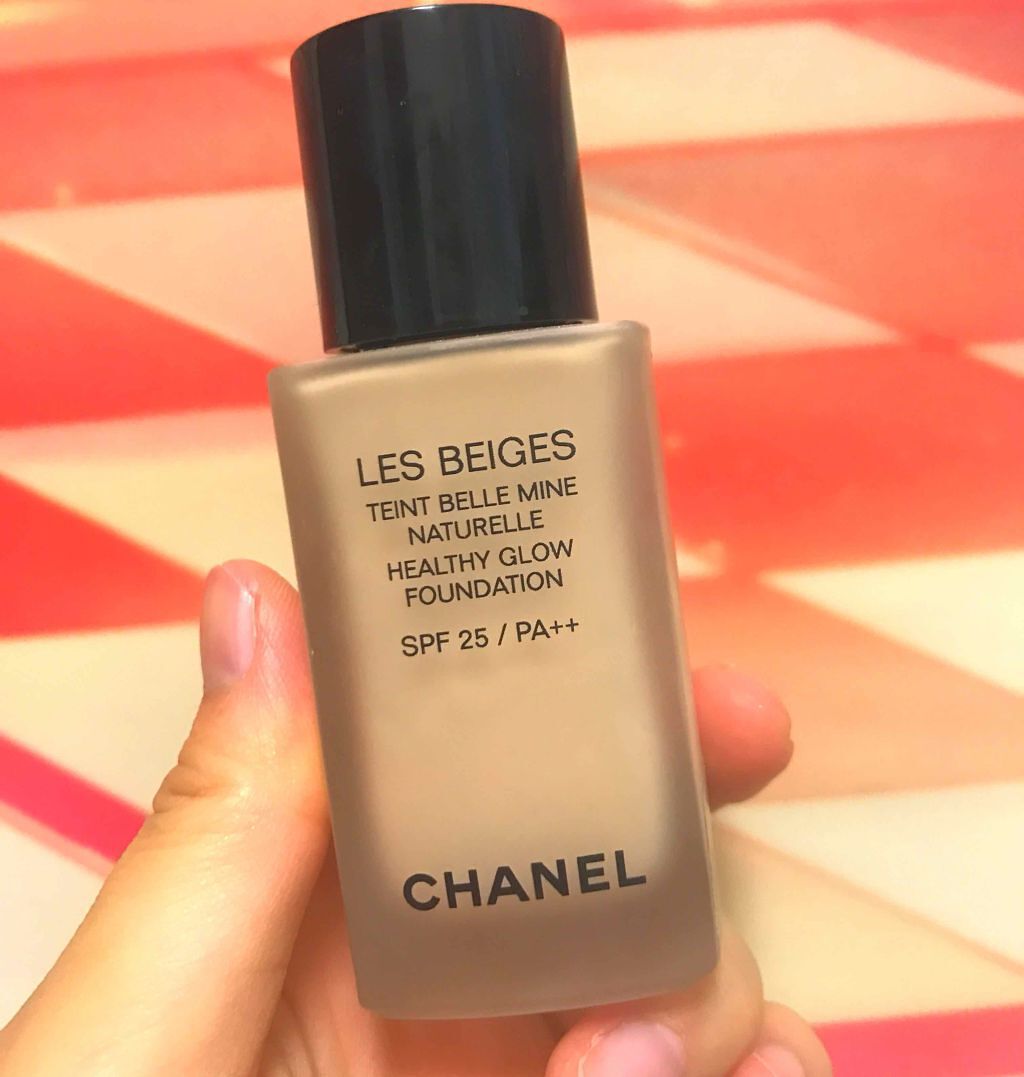 LES BEIGES
TEINT BELLE MINE
NATURELLE
HEALTHY GLOW
FOUNDATION
SPF 25 / PA++
CHANEL